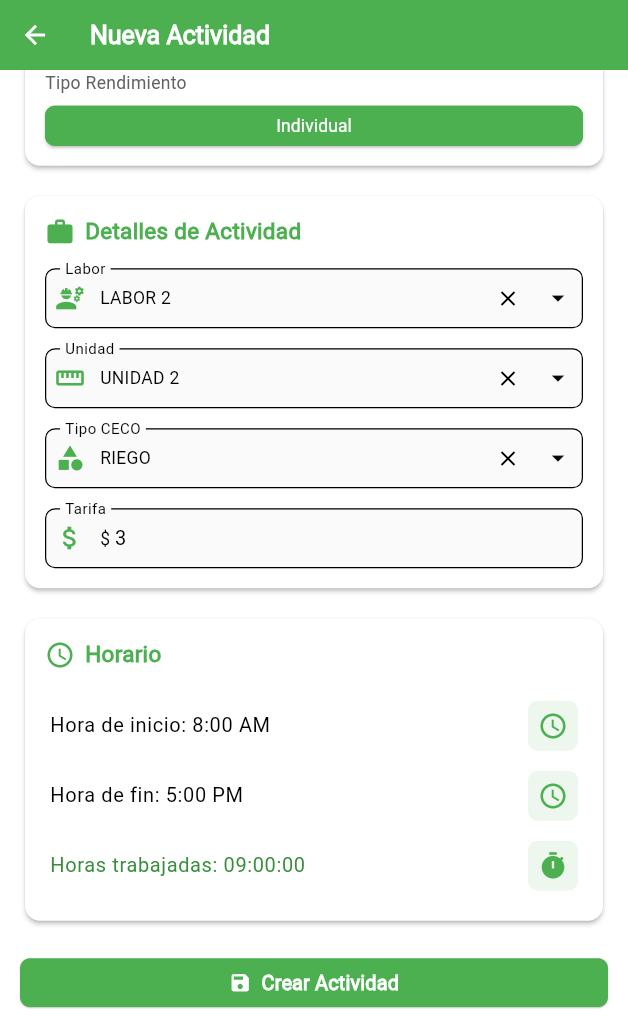 Nueva Actividad
Tipo Rendimiento
Individual
Detalles de Actividad
Labor
LABOR 2
Unidad
UNIDAD 2
Tipo CECO
RIEGO
Tarifa
$ 3
Horario
Hora de inicio: 8:00 AM
Hora de fin: 5:00 PM
Horas trabajadas: 09:00:00
Crear Actividad